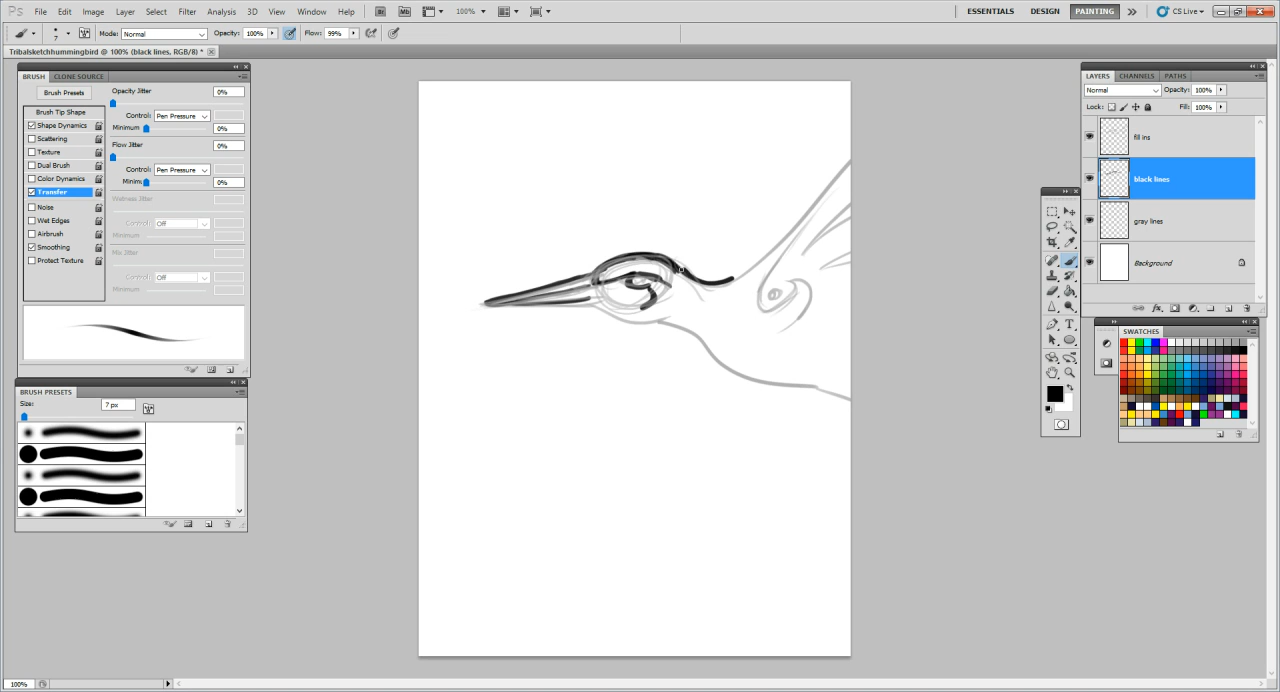 Ps File Edit Image Layer Select Filter Analysis 3D View Window Help Br Mb 100% ESSENTIALS DESIGN PAINTING CS Live
7 Mode: Normal Opacity: 100% Flow: 99%
Tribalsketchhummingbird @ 100% (black lines, RGB/8) *
BRUSH CLONE SOURCE
Brush Presets
Brush Tip Shape
Shape Dynamics
Scattering
Texture
Dual Brush
Color Dynamics
Transfer
Noise
Wet Edges
Airbrush
Smoothing
Protect Texture
Opacity Jitter 0%
Control: Pen Pressure
Minimum 0%
Flow Jitter 0%
Control: Pen Pressure
Minim: 0%
Wetness Jitter
Control: Off
Minimum
Mix Jitter
Control: Off
Minimum
BRUSH PRESETS
Size: 7 px
LAYERS CHANNELS PATHS
Normal Opacity: 100%
Lock: Fill: 100%
fill ins
black lines
gray lines
Background
SWATCHES
100%